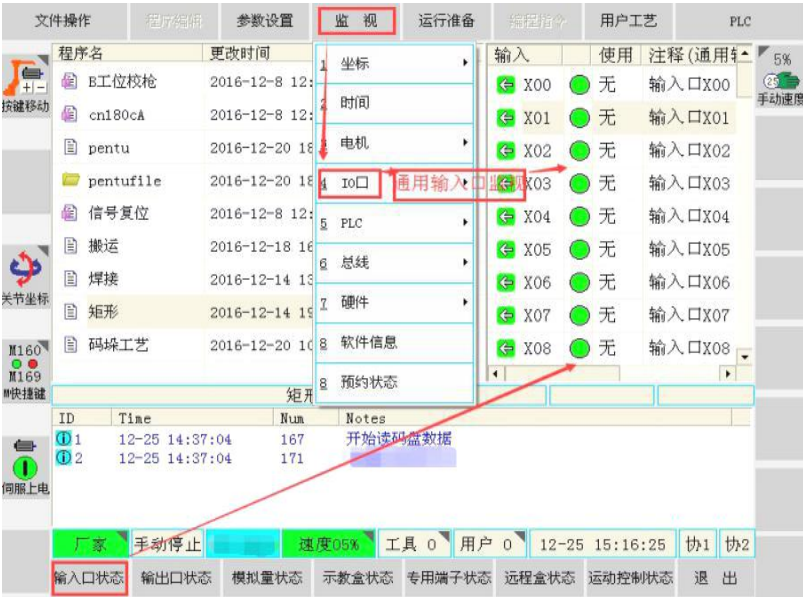 文件操作 程序编辑 参数设置 监 视 运行准备 编程指令 用户工艺 PLC
程序名 更改时间
B工位校枪 2016-12-8 12:
cn180cA 2016-12-8 12:
pentu 2016-12-20 18
pentufile 2016-12-20 18
信号复位 2016-12-8 12:
搬运 2016-12-18 16
焊接 2016-12-14 13
矩形 2016-12-14 19
码垛工艺 2016-12-20 10
1 坐标
2 时间
3 电机
4 IO口
通用输入口监视
5 PLC
6 总线
7 硬件
8 软件信息
8 预约状态
输入 使用 注释(通用输
X00 无 输入口X00
X01 输入口X01
X02 无 输入口X02
X03 无 输入口X03
X04 无 输入口X04
X05 无 输入口X05
X06 无 输入口X06
X07 无 输入口X07
X08 无 输入口X08
按键移动
关节坐标
M160
M169
M快捷键
伺服上电
5%
手动速度
矩形
ID Time Num Notes
1 12-25 14:37:04 167 开始读码盘数据
2 12-25 14:37:04 171
厂家 手动停止 速度05% 工具 0 用户 0 12-25 15:16:25 协1 协2
输入口状态 输出口状态 模拟量状态 示教盒状态 专用端子状态 远程盒状态 运动控制状态 退 出